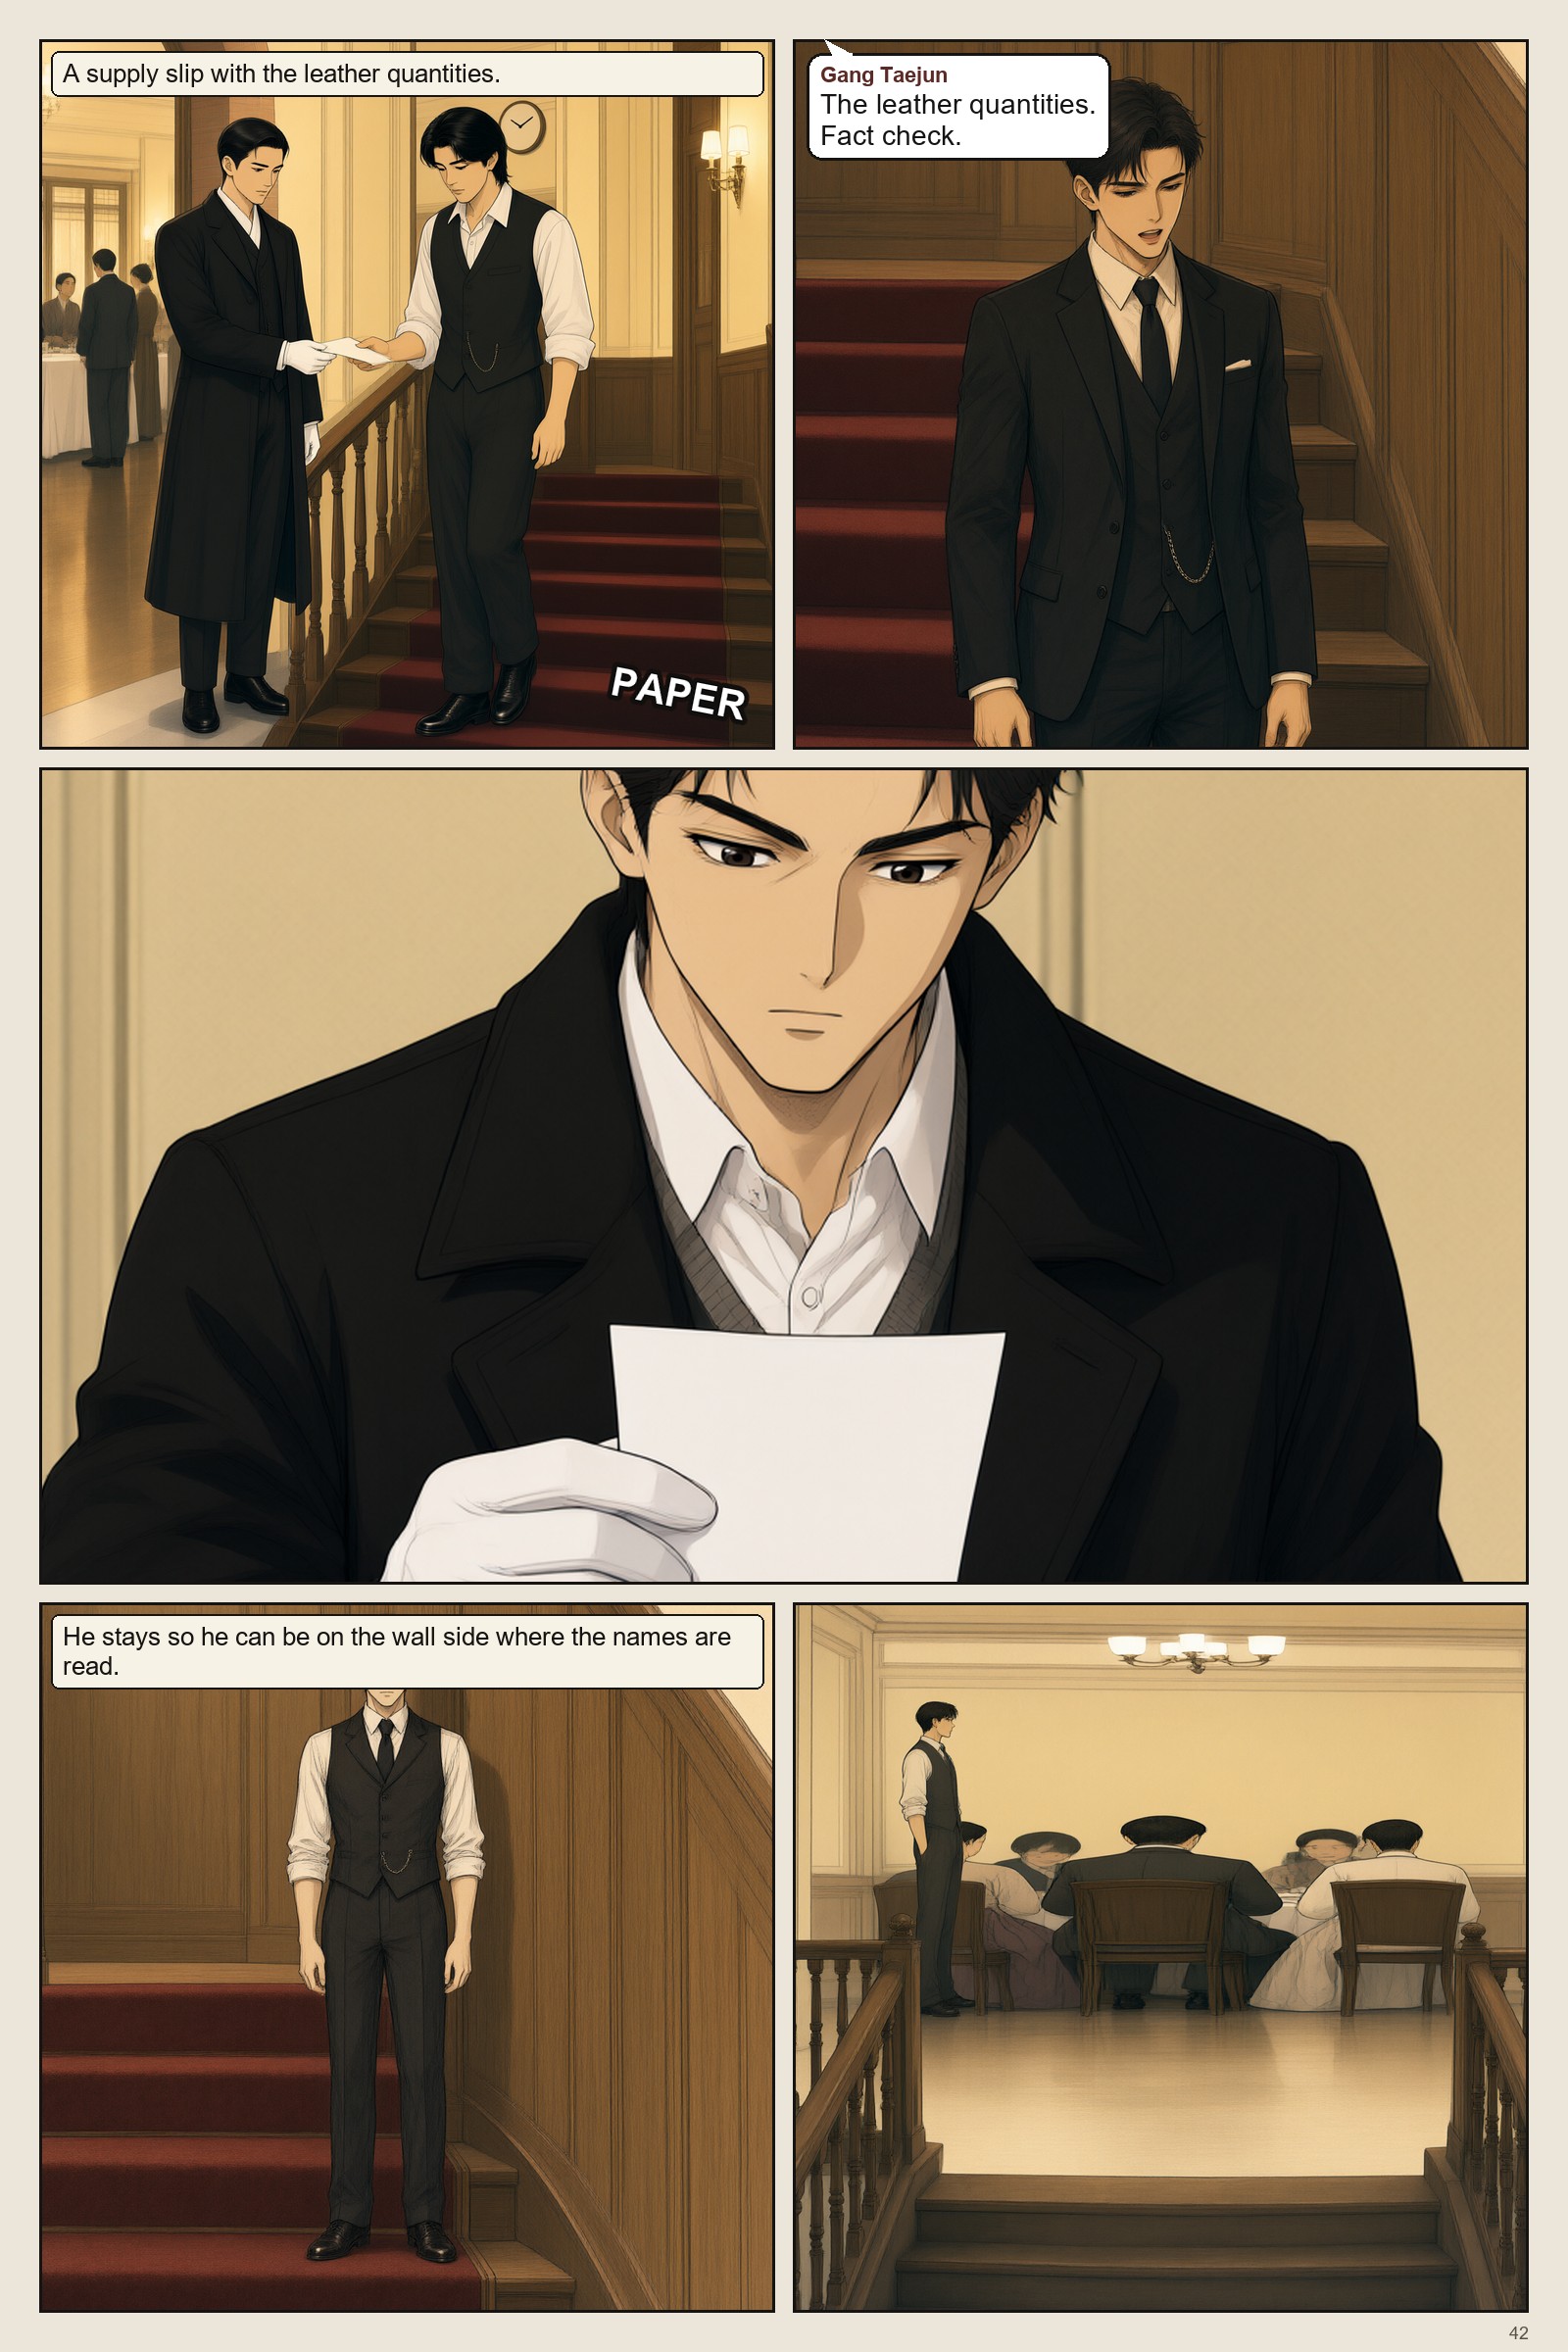 A supply slip with the leather quantities.
PAPER
Gang Taejun
The leather quantities.
Fact check.
He stays so he can be on the wall side where the names are
read.
42